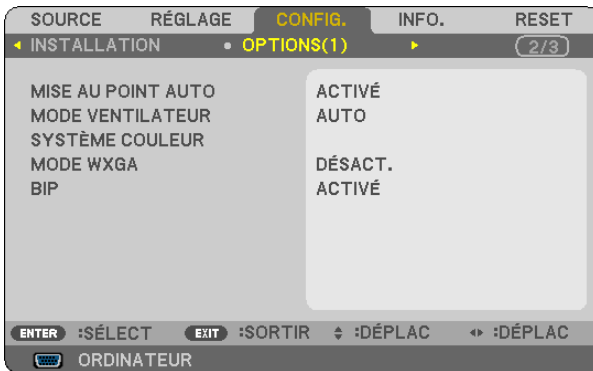 SOURCE RÉGLAGE CONFIG. INFO. RESET
INSTALLATION OPTIONS(1) 2/3
MISE AU POINT AUTO ACTIVÉ
MODE VENTILATEUR AUTO
SYSTÈME COULEUR
MODE WXGA DÉSACT.
BIP ACTIVÉ
ENTER :SÉLECT EXIT :SORTIR :DÉPLAC :DÉPLAC
ORDINATEUR